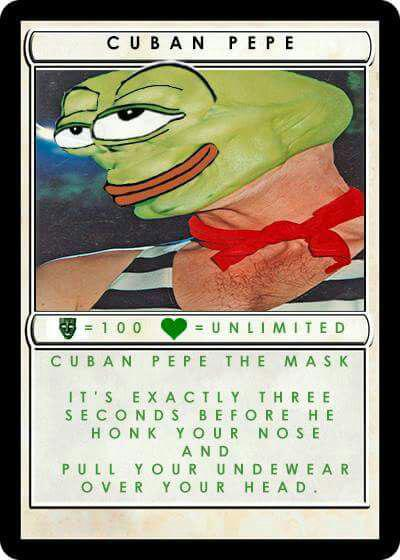 CUBAN PEPE
=100 =UNLIMITED
CUBAN PEPE THE MASK
IT'S EXACTLY THREE
SECONDS BEFORE HE
HONK YOUR NOSE
AND
PULL YOUR UNDEWEAR
OVER YOUR HEAD.